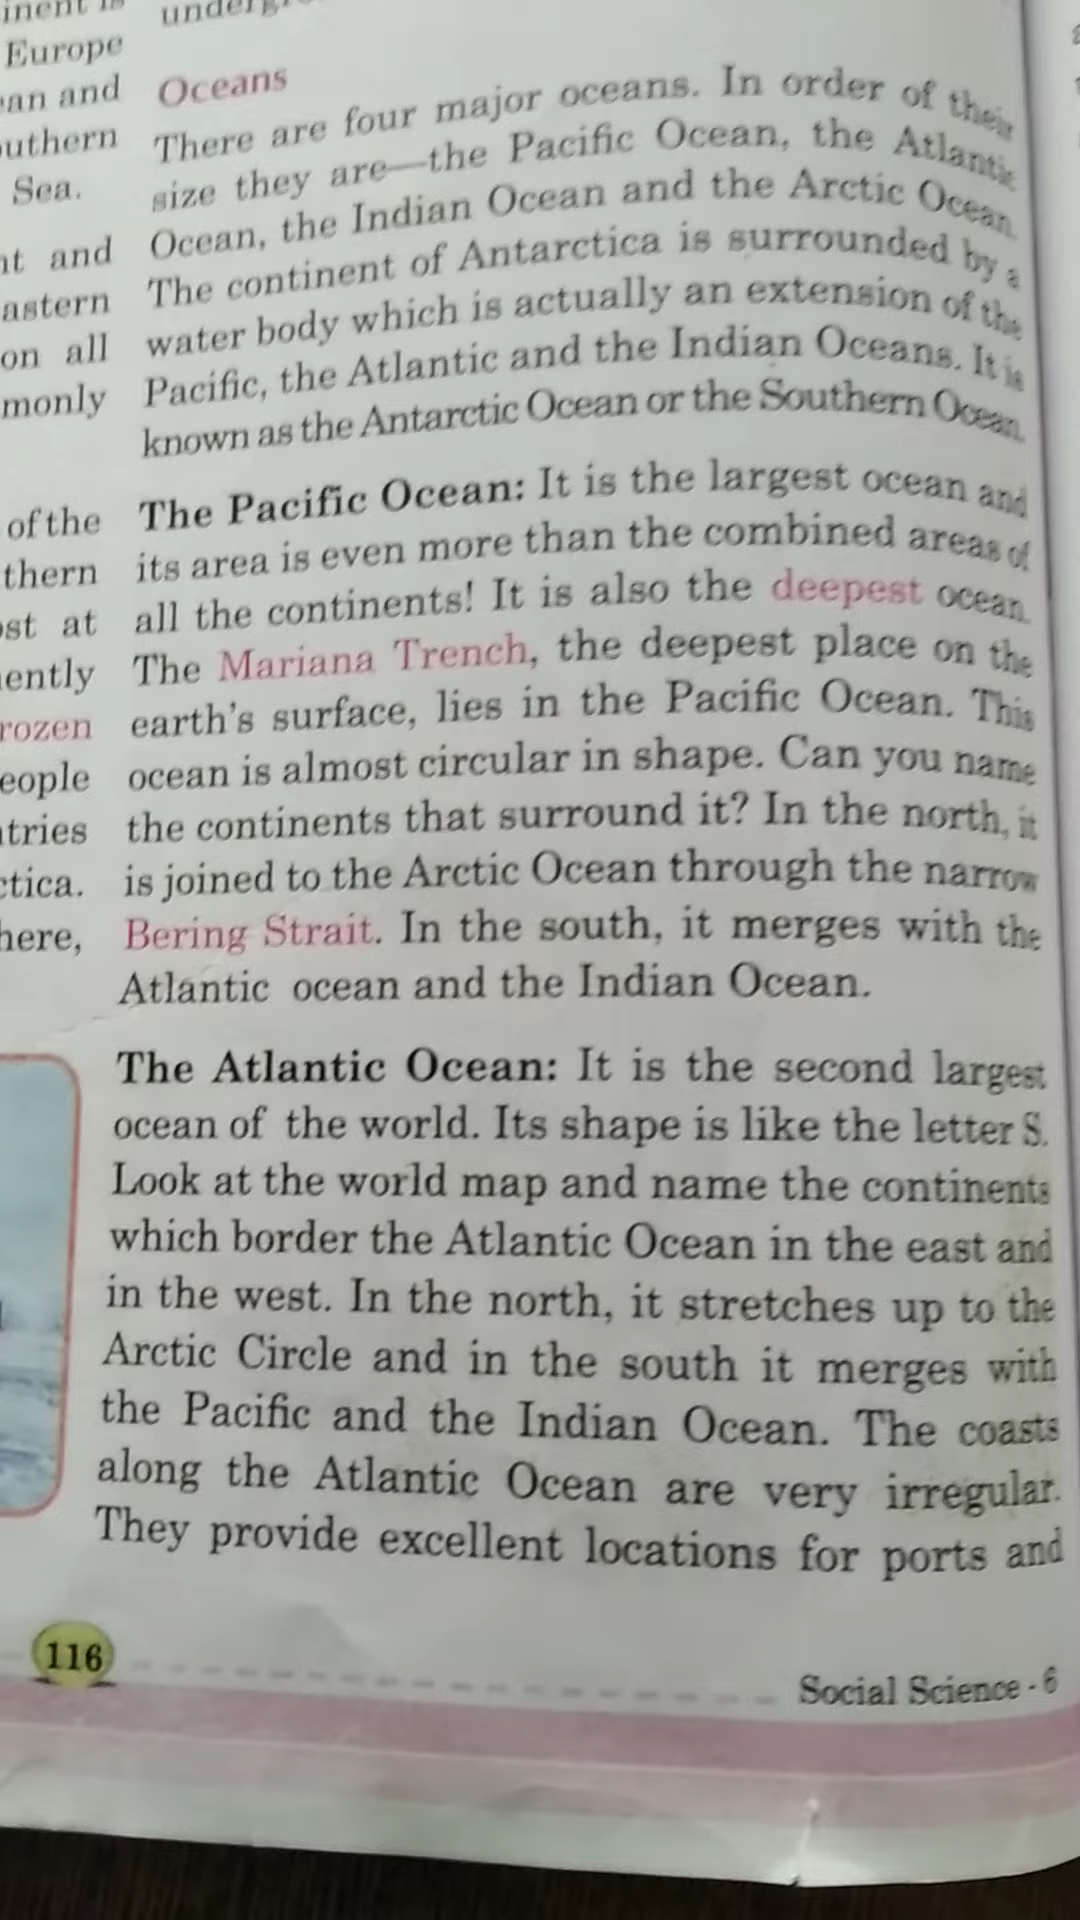 Europe
and
Sea.
and
on all
of the
at
here,
Oceans
There are four major oceans. In order of their
size they are—the Pacific Ocean, the Atlantic
Ocean, the Indian Ocean and the Arctic Ocean.
The continent of Antarctica is surrounded by a
water body which is actually an extension of the
Pacific, the Atlantic and the Indian Oceans. It is
known as the Antarctic Ocean or the Southern Ocean.
The Pacific Ocean: It is the largest ocean and
its area is even more than the combined areas of
all the continents! It is also the deepest ocean.
The Mariana Trench, the deepest place on the
earth's surface, lies in the Pacific Ocean. This
ocean is almost circular in shape. Can you name
the continents that surround it? In the north, it
is joined to the Arctic Ocean through the narrow
Bering Strait. In the south, it merges with the
Atlantic ocean and the Indian Ocean.
The Atlantic Ocean: It is the second largest
ocean of the world. Its shape is like the letter S.
Look at the world map and name the continents
which border the Atlantic Ocean in the east and
in the west. In the north, it stretches up to the
Arctic Circle and in the south it merges with
the Pacific and the Indian Ocean. The coasts
along the Atlantic Ocean are very irregular.
They provide excellent locations for ports and
116
Social Science - 6